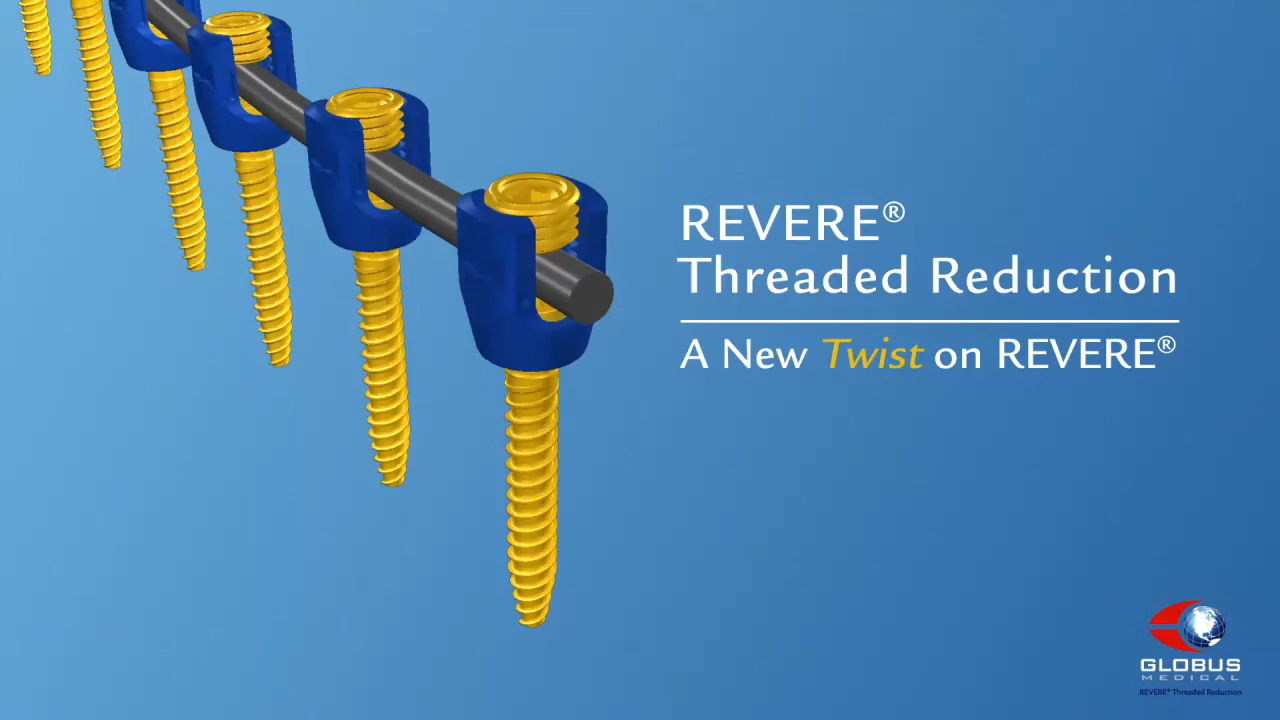 REVERE®
Threaded Reduction
A New Twist on REVERE®
GLOBUS
MEDICAL
REVERE® Threaded Reduction